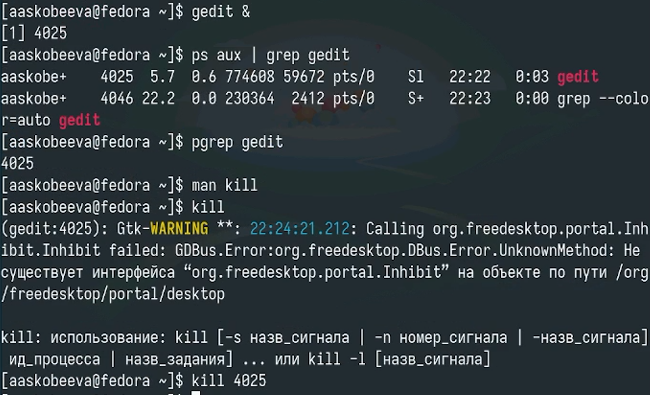 [aaskobeeva@fedora ~]$ gedit &
[1] 4025
[aaskobeeva@fedora ~]$ ps aux | grep gedit
aaskobe+    4025  5.7  0.6 774608 59672 pts/0    Sl   22:22   0:03 gedit
aaskobe+    4046 22.2  0.0 230364  2412 pts/0    S+   22:23   0:00 grep --colo
r=auto gedit
[aaskobeeva@fedora ~]$ pgrep gedit
4025
[aaskobeeva@fedora ~]$ man kill
[aaskobeeva@fedora ~]$ kill
(gedit:4025): Gtk-WARNING **: 22:24:21.212: Calling org.freedesktop.portal.Inh
ibit.Inhibit failed: GDBus.Error:org.freedesktop.DBus.Error.UnknownMethod: Не
существует интерфейса “org.freedesktop.portal.Inhibit” на объекте по пути /org
/freedesktop/portal/desktop
kill: использование: kill [-s назв_сигнала | -n номер_сигнала | -назв_сигнала]
ид_процесса | назв_задания] ... или kill -l [назв_сигнала]
[aaskobeeva@fedora ~]$ kill 4025